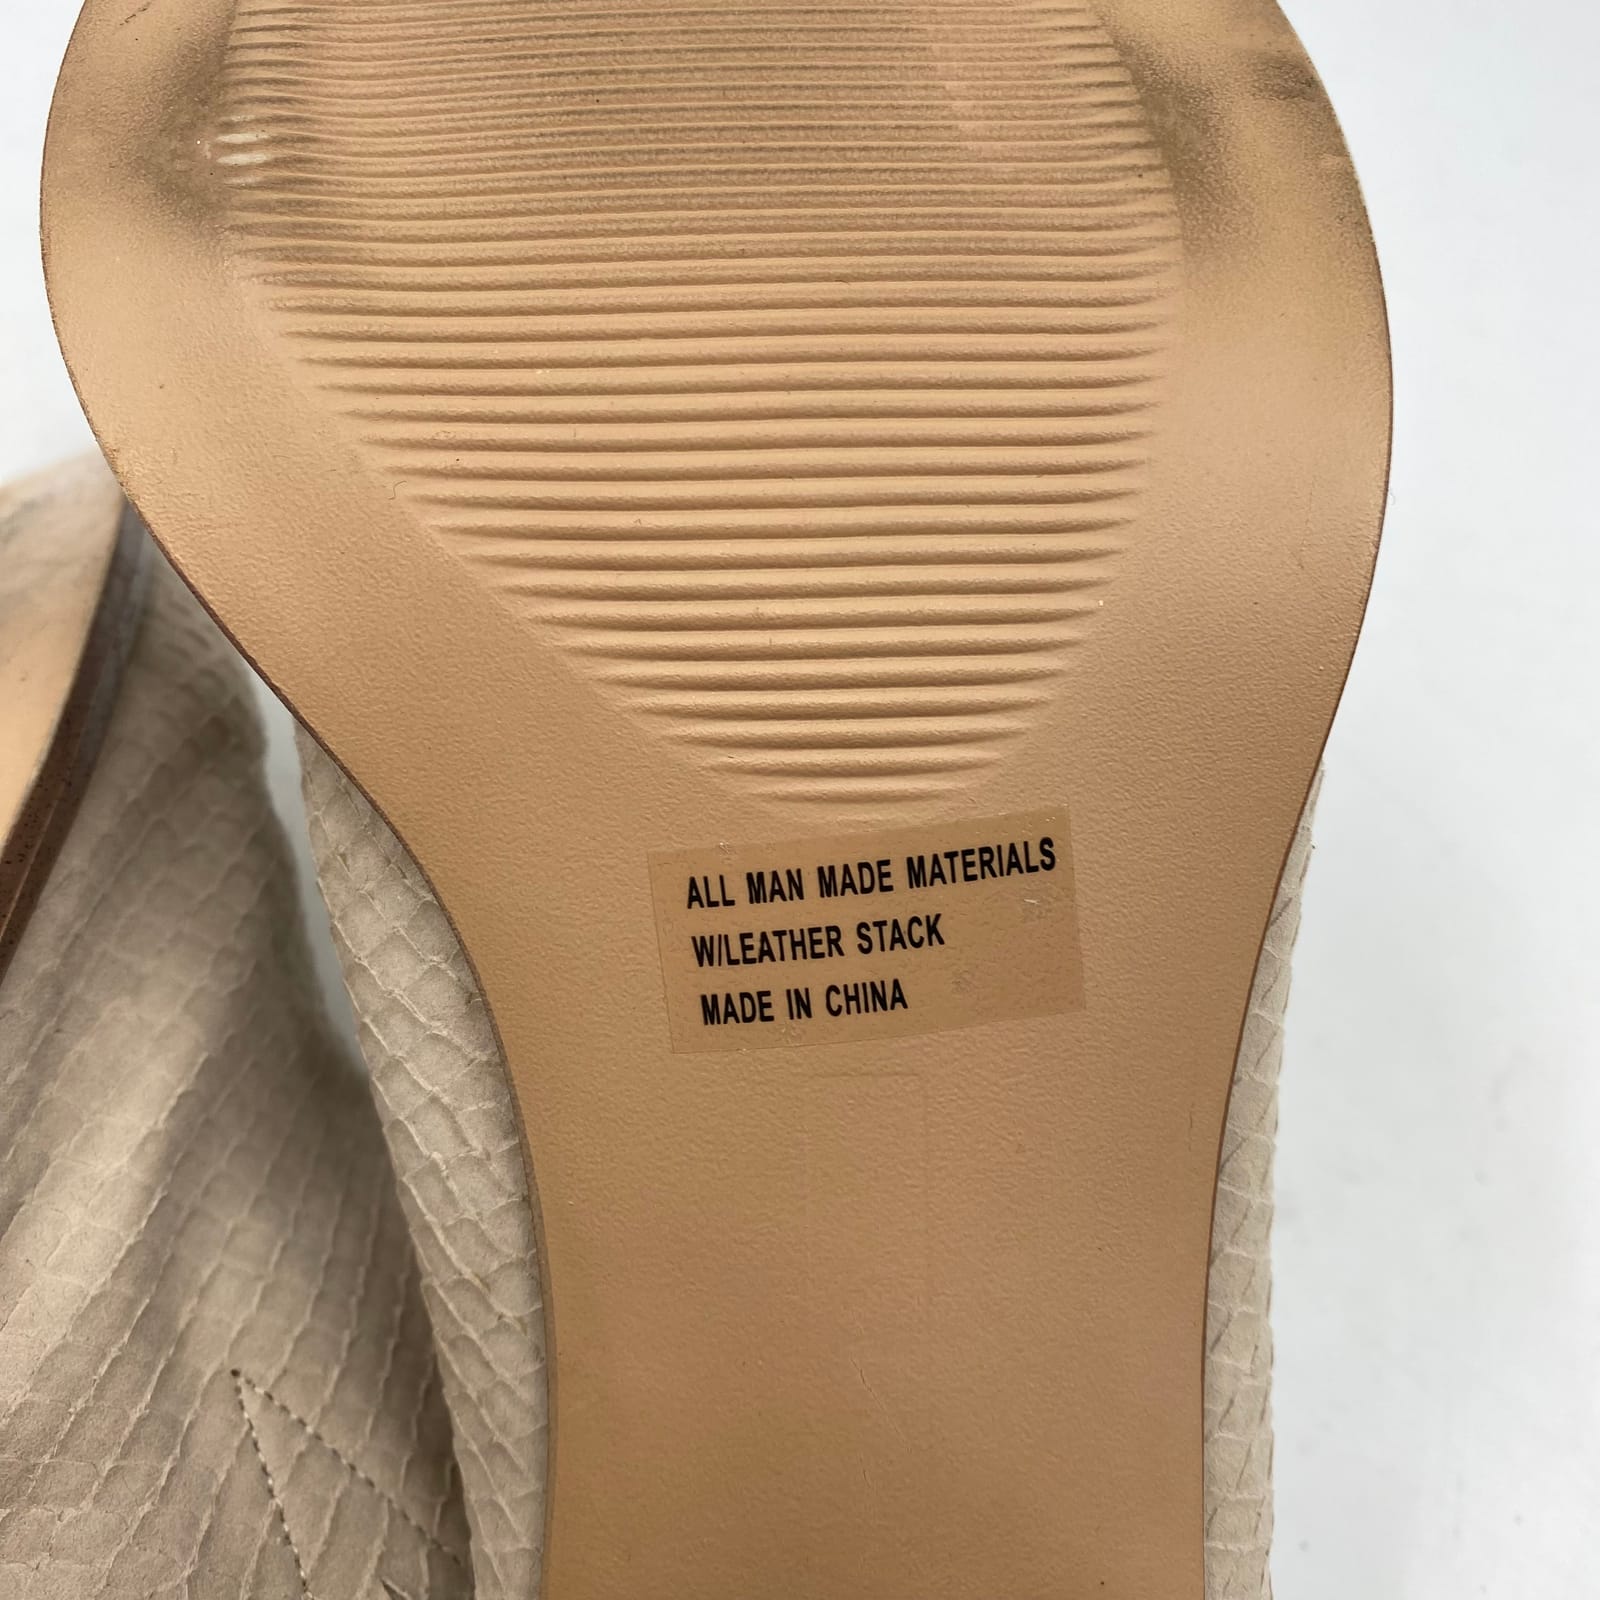 ALL MAN MADE MATERIALS
W/LEATHER STACK
MADE IN CHINA